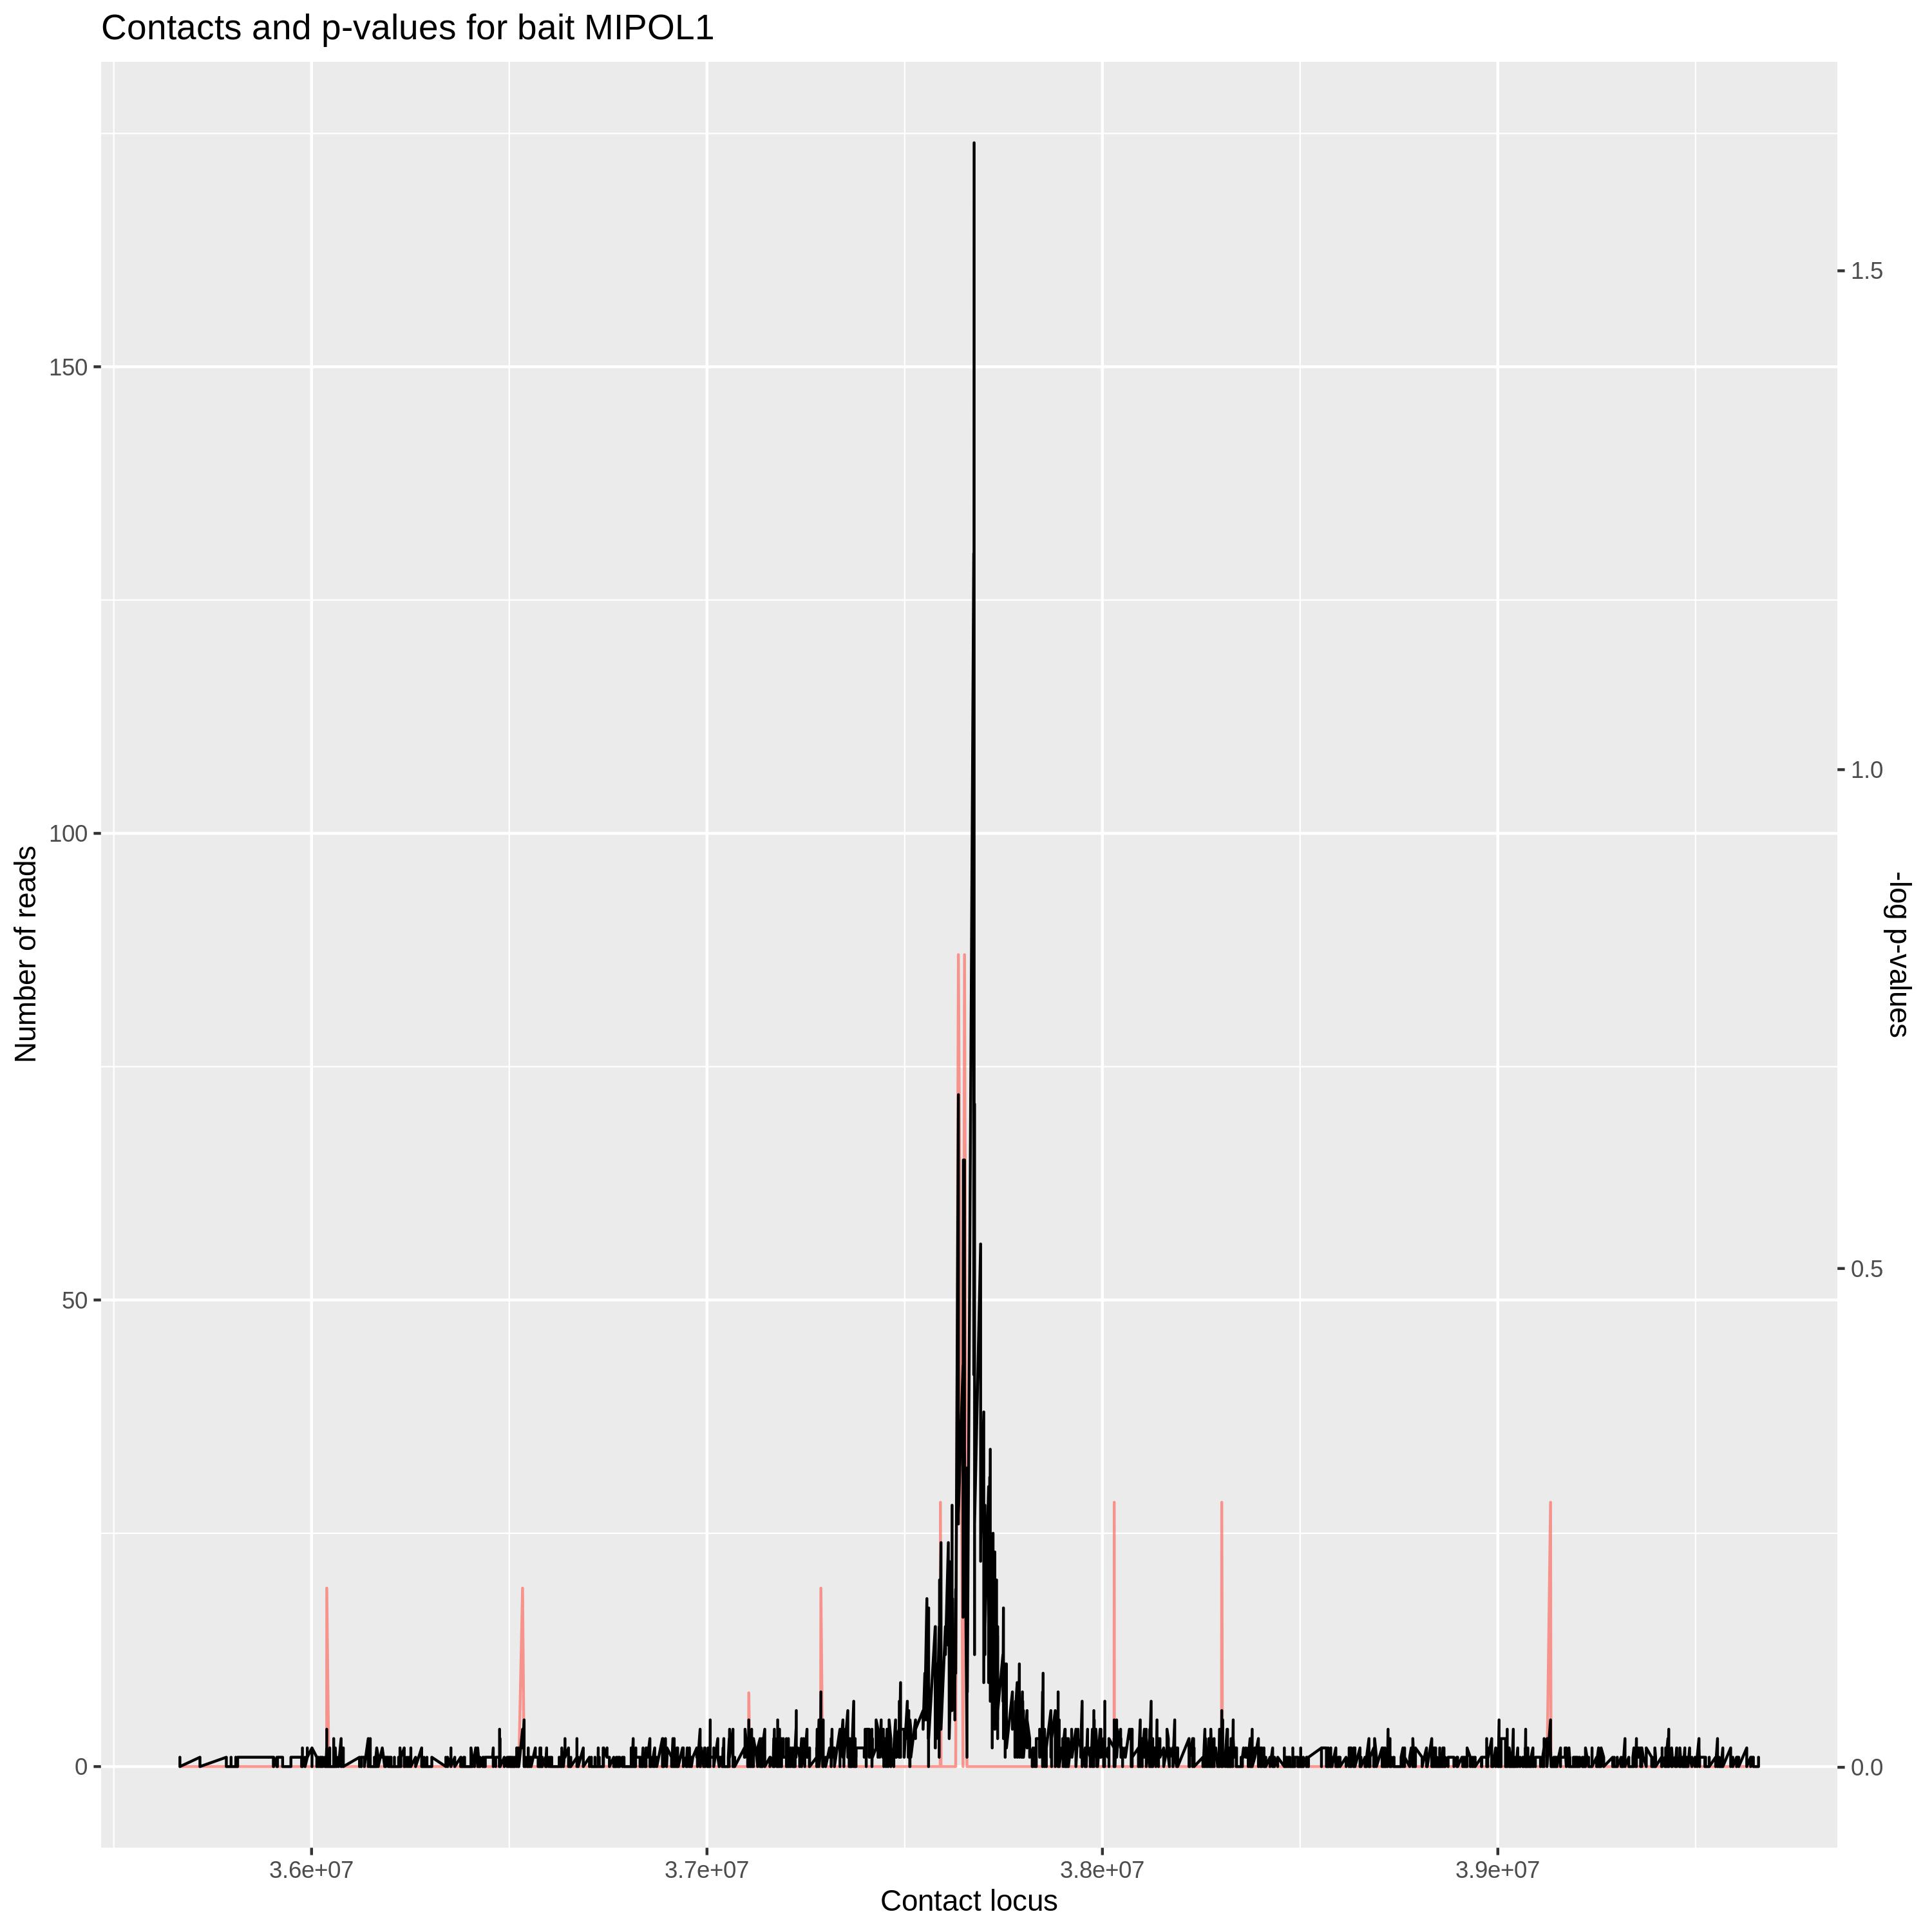 Contacts and p-values for bait MIPOL1
Number of reads
150
100
50
0
1.5
1.0
0.5
0.0
-log p-values
3.6e+07
3.7e+07
3.8e+07
3.9e+07
Contact locus